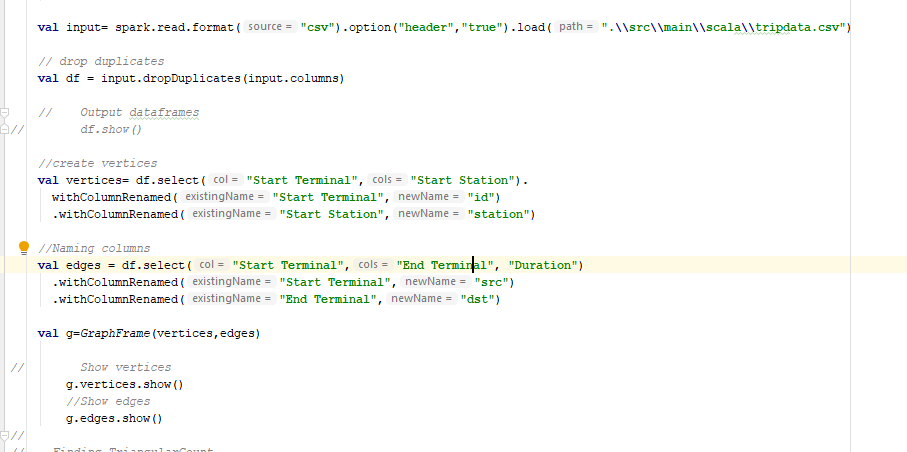 val input= spark.read.format( source = "csv").option("header","true").load( path = ".\\src\\main\\scala\\tripdata.csv")
// drop duplicates
val df = input.dropDuplicates(input.columns)
//    Output dataframes
//        df.show()
//create vertices
val vertices= df.select( col = "Start Terminal", cols = "Start Station").
withColumnRenamed( existingName = "Start Terminal", newName = "id")
.withColumnRenamed( existingName = "Start Station", newName = "station")
//Naming columns
val edges = df.select( col = "Start Terminal", cols = "End Terminal", "Duration")
.withColumnRenamed( existingName = "Start Terminal", newName = "src")
.withColumnRenamed( existingName = "End Terminal", newName = "dst")
val g=GraphFrame(vertices,edges)
//        Show vertices
g.vertices.show()
//Show edges
g.edges.show()
//
//    Finding TriangularCount